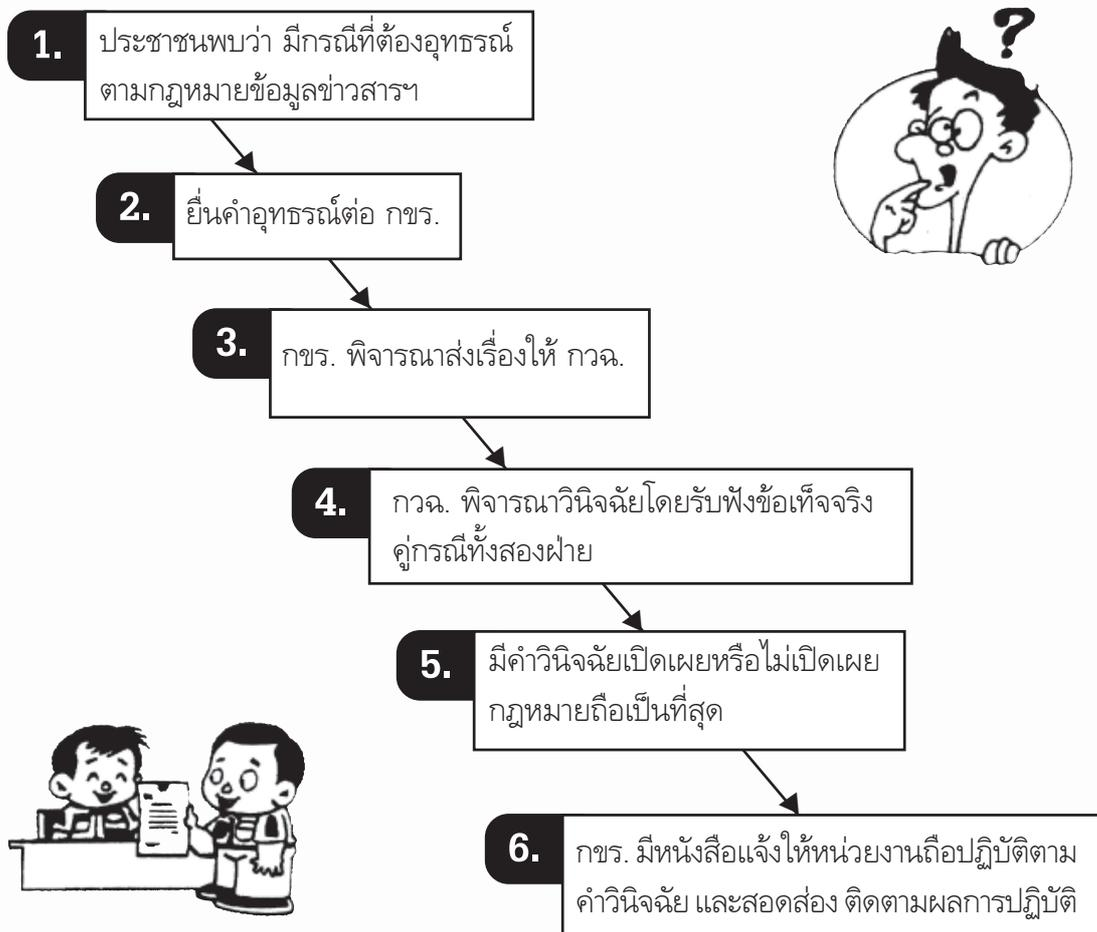 ?
1. ประชาชนพบว่า มีกรณีที่ต้องอุทธรณ์
ตามกฎหมายข้อมูลข่าวสารฯ
2. ยื่นคำอุทธรณ์ต่อ กขร.
3. กขร. พิจารณาส่งเรื่องให้ กวฉ.
4. กวฉ. พิจารณาวินิจฉัยโดยรับฟังข้อเท็จจริง
คู่กรณีทั้งสองฝ่าย
5. มีคำวินิจฉัยเปิดเผยหรือไม่เปิดเผย
กฎหมายถือเป็นที่สุด
6. กขร. มีหนังสือแจ้งให้หน่วยงานถือปฏิบัติตาม
คำวินิจฉัย และสอดส่อง ติดตามผลการปฏิบัติ